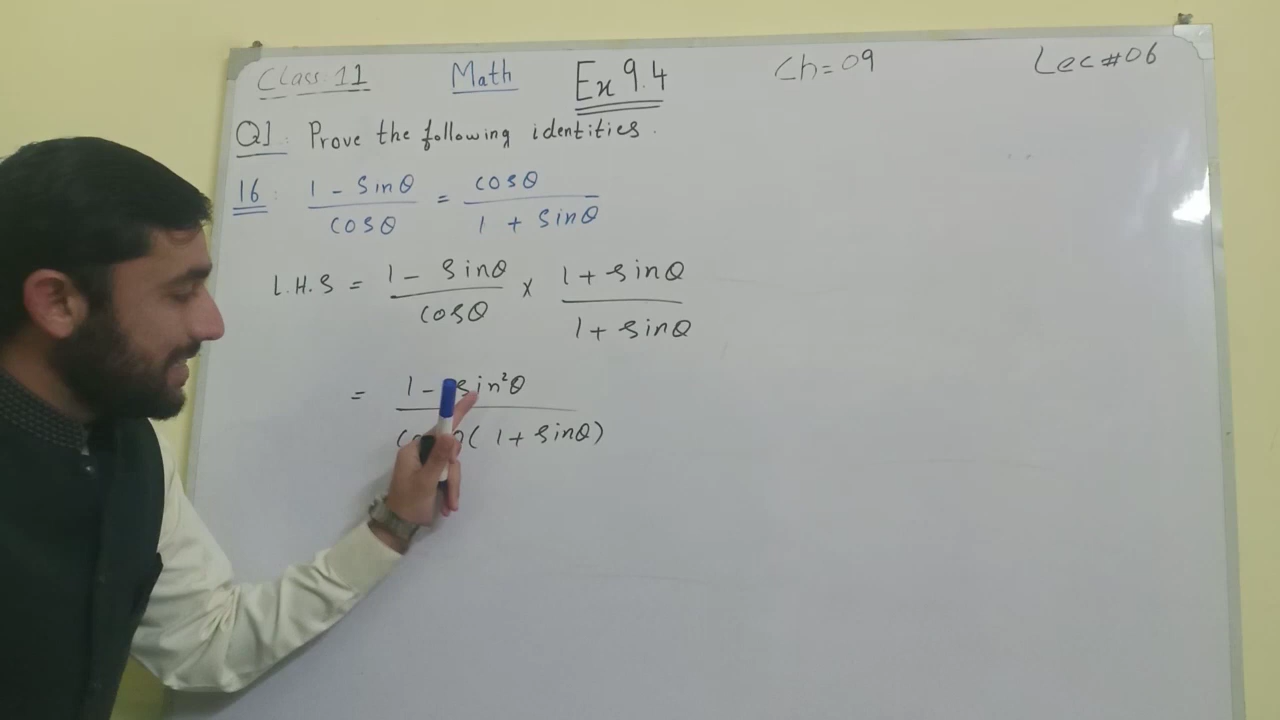 Class: 11 Math Ex 9.4 Ch=09 Lec#06
Q1: Prove the following identities.
16: 1 - sinθ / cosθ = cosθ / 1 + sinθ
L.H.S = 1 - sinθ / cosθ x 1 + sinθ / 1 + sinθ
= 1 - sin²θ / ( 1 + sinθ)